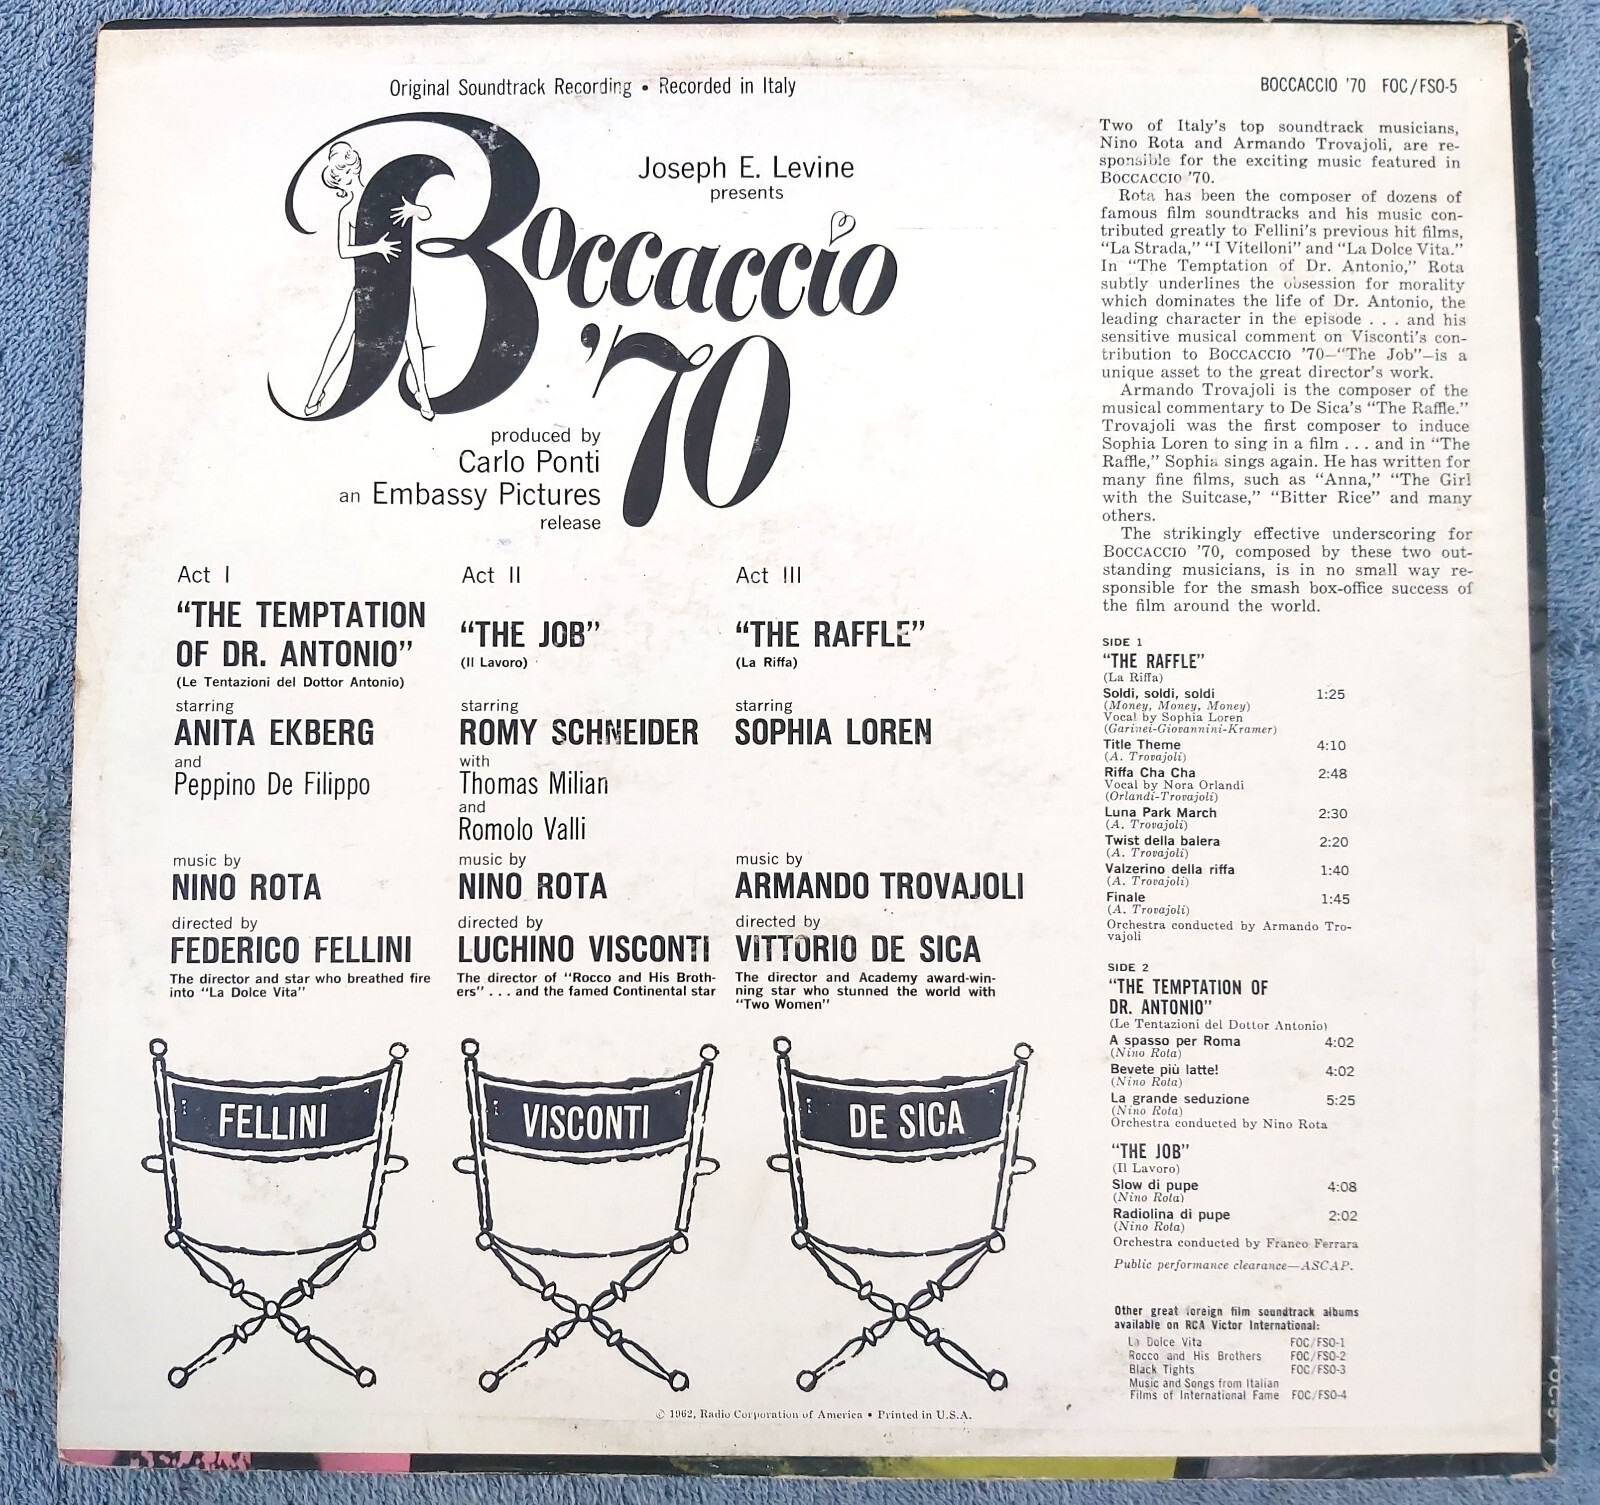 Original Soundtrack Recording • Recorded in Italy
BOCCACCIO '70 FOC/FSO-5
Joseph E. Levine
presents
Boccaccio
'70
produced by
Carlo Ponti
an Embassy Pictures
release
Act I
"THE TEMPTATION
OF DR. ANTONIO"
(Le Tentazioni del Dottor Antonio)
starring
ANITA EKBERG
and
Peppino De Filippo
music by
NINO ROTA
directed by
FEDERICO FELLINI
The director and star who breathed fire
into "La Dolce Vita"
Act II
"THE JOB"
(Il Lavoro)
starring
ROMY SCHNEIDER
with
Thomas Milian
and
Romolo Valli
music by
NINO ROTA
directed by
LUCHINO VISCONTI
The director of "Rocco and His Broth-
ers" . . . and the famed Continental star
Act III
"THE RAFFLE"
(La Riffa)
starring
SOPHIA LOREN
music by
ARMANDO TROVAJOLI
directed by
VITTORIO DE SICA
The director and Academy award-win-
ning star who stunned the world with
"Two Women"
FELLINI
VISCONTI
DE SICA
© 1962, Radio Corporation of America • Printed in U.S.A.
Two of Italy's top soundtrack musicians,
Nino Rota and Armando Trovajoli, are re-
sponsible for the exciting music featured in
BOCCACCIO '70.
Rota has been the composer of dozens of
famous film soundtracks and his music con-
tributed greatly to Fellini's previous hit films,
"La Strada," "I Vitelloni" and "La Dolce Vita."
In "The Temptation of Dr. Antonio," Rota
subtly underlines the obsession for morality
which dominates the life of Dr. Antonio, the
leading character in the episode . . . and his
sensitive musical comment on Visconti's con-
tribution to BOCCACCIO '70—"The Job"—is a
unique asset to the great director's work.
Armando Trovajoli is the composer of the
musical commentary to De Sica's "The Raffle."
Trovajoli was the first composer to induce
Sophia Loren to sing in a film . . . and in "The
Raffle," Sophia sings again. He has written for
many fine films, such as "Anna," "The Girl
with the Suitcase," "Bitter Rice" and many
others.
The strikingly effective underscoring for
BOCCACCIO '70, composed by these two out-
standing musicians, is in no small way re-
sponsible for the smash box-office success of
the film around the world.
SIDE 1
"THE RAFFLE"
(La Riffa)
Soldi, soldi, soldi 1:25
(Money, Money, Money)
Vocal by Sophia Loren
(Garinei-Giovannini-Kramer)
Title Theme 4:10
(A. Trovajoli)
Riffa Cha Cha 2:48
Vocal by Nora Orlandi
(Orlandi-Trovajoli)
Luna Park March 2:30
(A. Trovajoli)
Twist della balera 2:20
(A. Trovajoli)
Valzerino della riffa 1:40
(A. Trovajoli)
Finale 1:45
(A. Trovajoli)
Orchestra conducted by Armando Tro-
vajoli
SIDE 2
"THE TEMPTATION OF
DR. ANTONIO"
(Le Tentazioni del Dottor Antonio)
A spasso per Roma 4:02
(Nino Rota)
Bevete più latte! 4:02
(Nino Rota)
La grande seduzione 5:25
(Nino Rota)
Orchestra conducted by Nino Rota
"THE JOB"
(Il Lavoro)
Slow di pupe 4:08
(Nino Rota)
Radiolina di pupe 2:02
(Nino Rota)
Orchestra conducted by Franco Ferrara
Public performance clearance—ASCAP.
Other great foreign film soundtrack albums
available on RCA Victor International:
La Dolce Vita FOC/FSO-1
Rocco and His Brothers FOC/FSO-2
Black Tights FOC/FSO-3
Music and Songs from Italian
Films of International Fame FOC/FSO-4